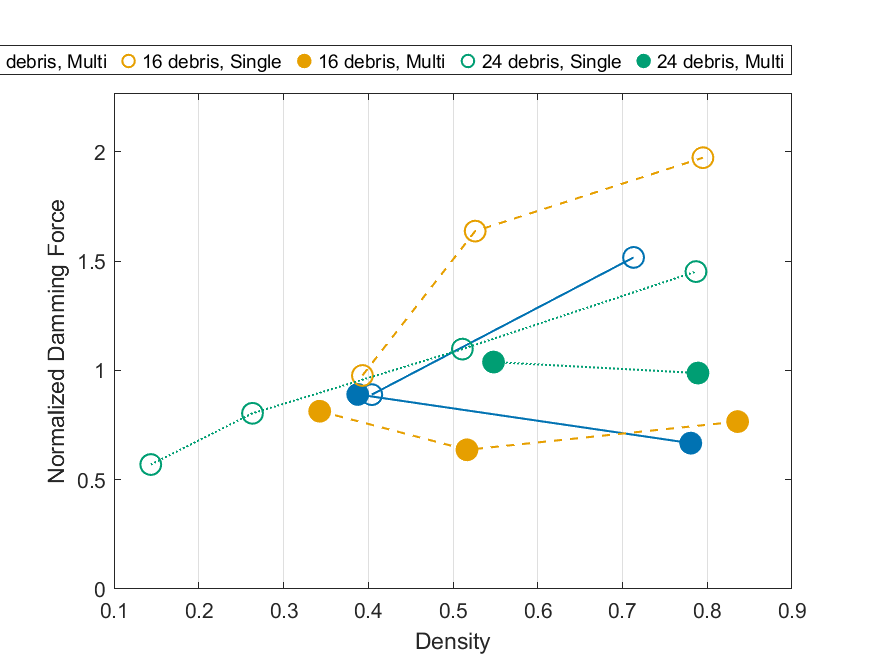 debris, Multi 16 debris, Single 16 debris, Multi 24 debris, Single 24 debris, Multi
2
1.5
1
0.5
0
Normalized Damming Force
0.1 0.2 0.3 0.4 0.5 0.6 0.7 0.8 0.9
Density